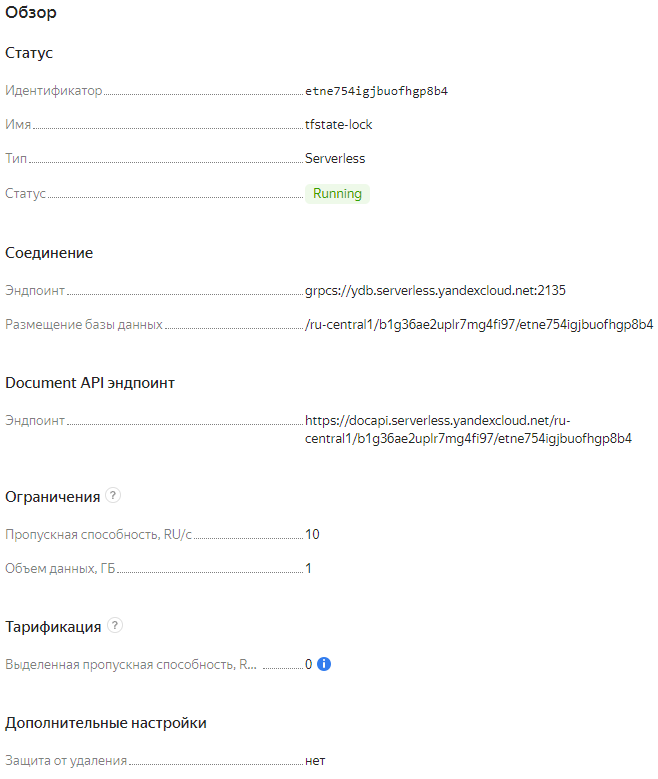 Обзор
Статус
Идентификатор etne754igjbuofhgp8b4
Имя tfstate-lock
Тип Serverless
Статус Running
Соединение
Эндпоинт grpcs://ydb.serverless.yandexcloud.net:2135
Размещение базы данных /ru-central1/b1g36ae2uplr7mg4fi97/etne754igjbuofhgp8b4
Document API эндпоинт
Эндпоинт https://docapi.serverless.yandexcloud.net/ru-
central1/b1g36ae2uplr7mg4fi97/etne754igjbuofhgp8b4
Ограничения ?
Пропускная способность, RU/с 10
Объем данных, ГБ 1
Тарификация ?
Выделенная пропускная способность, R... 0 i
Дополнительные настройки
Защита от удаления нет